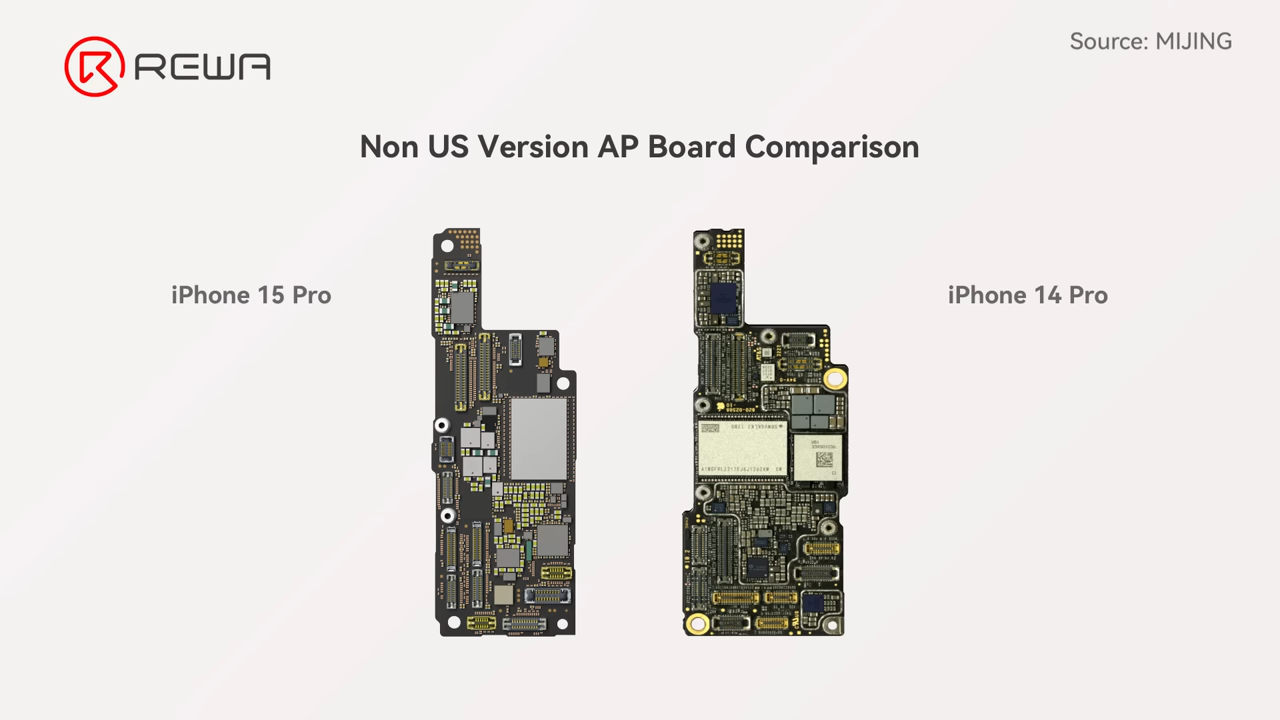 REWA
Source: MIJING
Non US Version AP Board Comparison
iPhone 15 Pro
iPhone 14 Pro